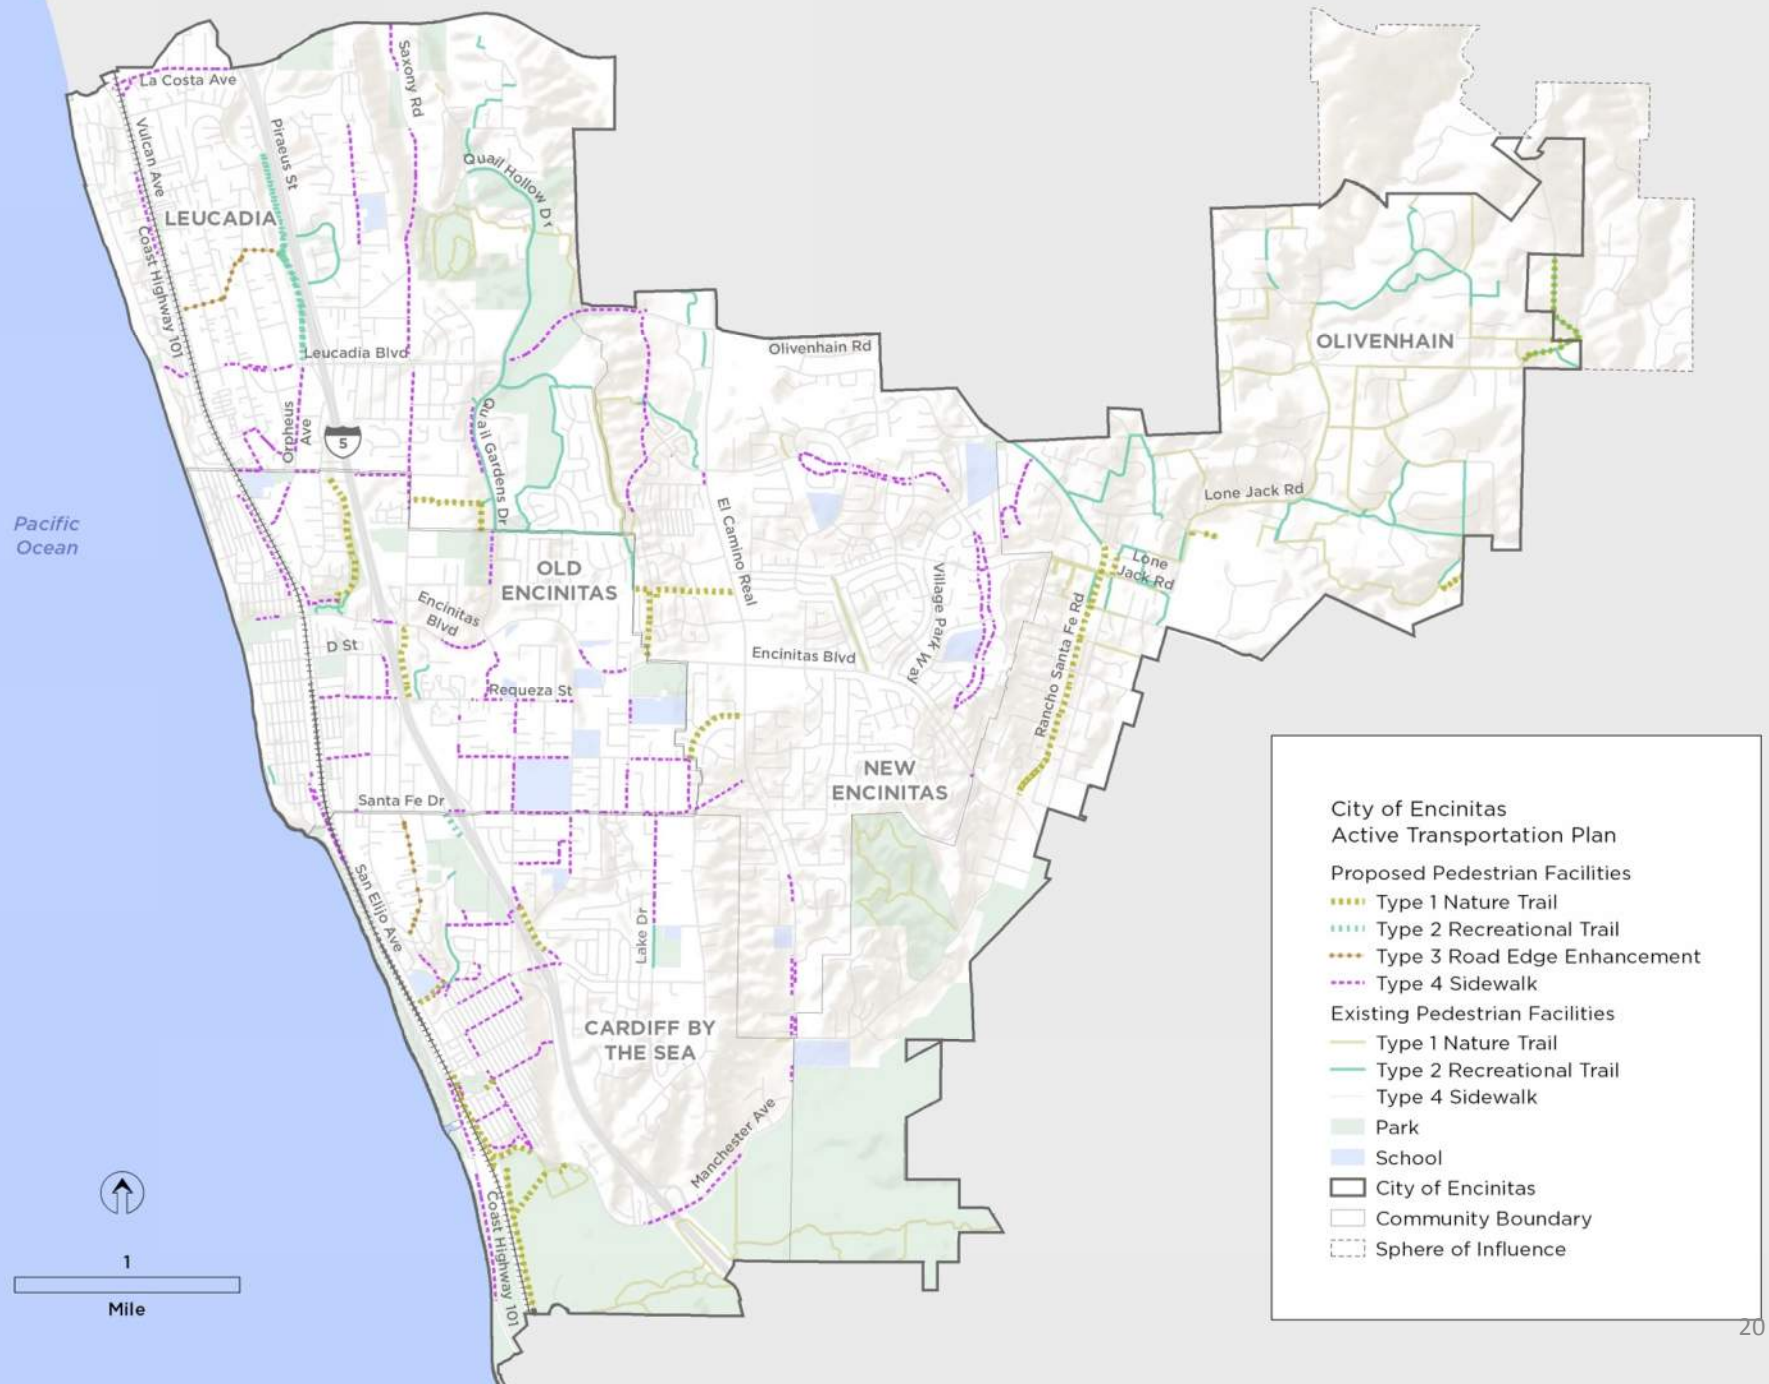 La Costa Ave
Saxony Rd
Vulcan Ave
Piraeus St
Quail Hollow Dr
LEUCADIA
Coast Highway 101
Leucadia Blvd
Olivenhain Rd
OLIVENHAIN
Orpheus
Ave
5
Quail Gardens Dr
El Camino Real
Lone Jack Rd
Pacific
Ocean
OLD
ENCINITAS
Lone
Jack Rd
Encinitas
Blvd
Village Park Way
Rancho Santa Fe Rd
D St
Encinitas Blvd
Requeza St
NEW
ENCINITAS
Santa Fe Dr
San Elijo Ave
Lake Dr
CARDIFF BY
THE SEA
Manchester Ave
Coast Highway 101
1
Mile
City of Encinitas
Active Transportation Plan
Proposed Pedestrian Facilities
Type 1 Nature Trail
Type 2 Recreational Trail
Type 3 Road Edge Enhancement
Type 4 Sidewalk
Existing Pedestrian Facilities
Type 1 Nature Trail
Type 2 Recreational Trail
Type 4 Sidewalk
Park
School
City of Encinitas
Community Boundary
Sphere of Influence
20